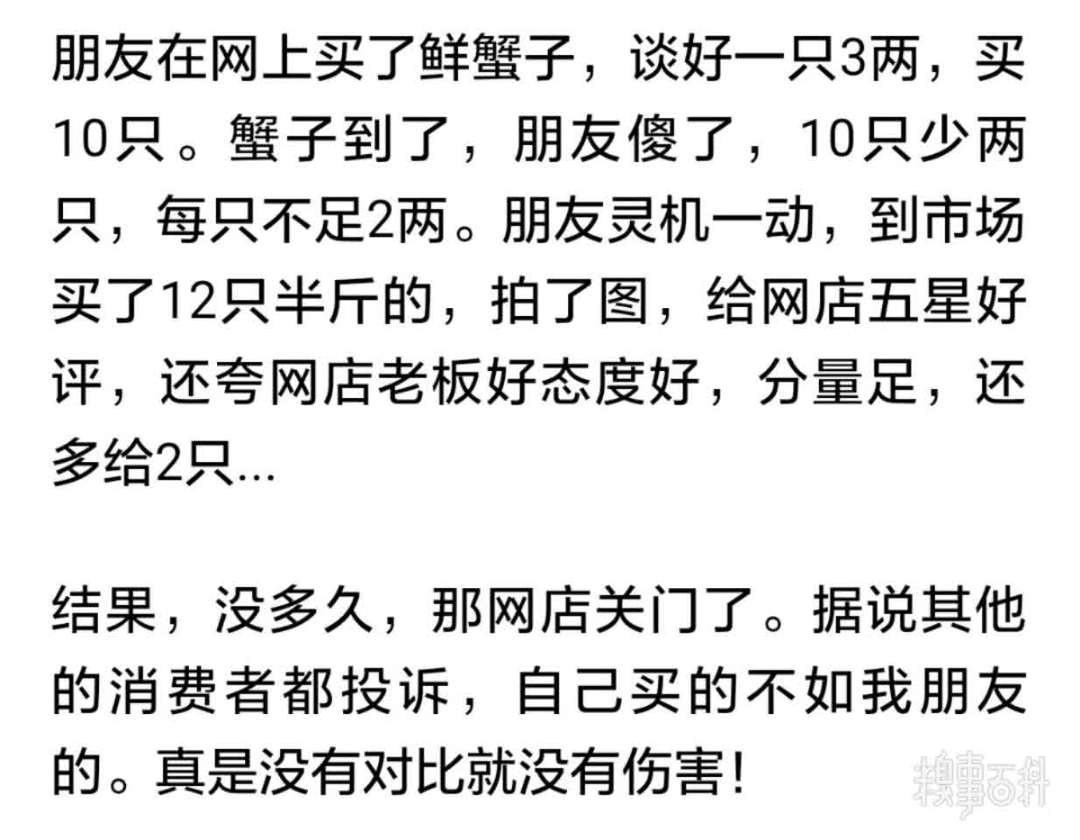 朋友在网上买了鲜蟹子，谈好一只3两，买
10只。蟹子到了，朋友傻了，10只少两
只，每只不足2两。朋友灵机一动，到市场
买了12只半斤的，拍了图，给网店五星好
评，还夸网店老板好态度好，分量足，还
多给2只...
结果，没多久，那网店关门了。据说其他
的消费者都投诉，自己买的不如我朋友
的。真是没有对比就没有伤害！
糗事百科